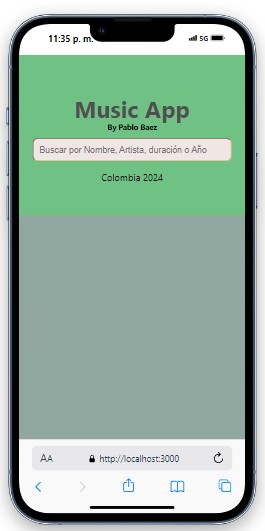 11:35 p. m.
5G
Music App
By Pablo Baez
Buscar por Nombre, Artista, duración o Año
Colombia 2024
AA
http://localhost:3000